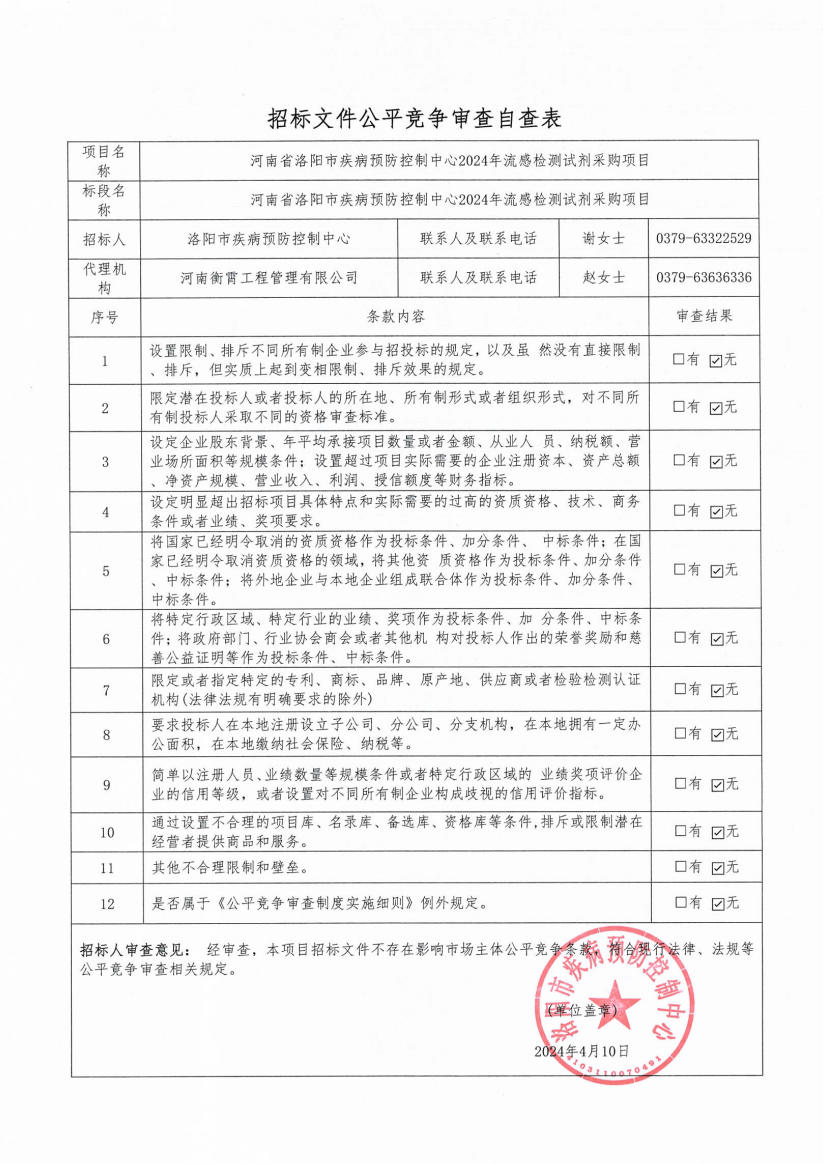 招标文件公平竞争审查自查表
项目名
称
河南省洛阳市疾病预防控制中心2024年流感检测试剂采购项目
标段名
称
河南省洛阳市疾病预防控制中心2024年流感检测试剂采购项目
招标人 洛阳市疾病预防控制中心 联系人及联系电话 谢女士 0379-63322529
代理机
构
河南衡霄工程管理有限公司 联系人及联系电话 赵女士 0379-63636336
序号 条款内容 审查结果
1
设置限制、排斥不同所有制企业参与招投标的规定，以及虽 然没有直接限制
、排斥，但实质上起到变相限制、排斥效果的规定。
☐有 ☑无
2
限定潜在投标人或者投标人的所在地、所有制形式或者组织形式，对不同所
有制投标人采取不同的资格审查标准。
☐有 ☑无
3
设定企业股东背景、年平均承接项目数量或者金额、从业人 员、纳税额、营
业场所面积等规模条件；设置超过项目实际需要的企业注册资本、资产总额
、净资产规模、营业收入、利润、授信额度等财务指标。
☐有 ☑无
4
设定明显超出招标项目具体特点和实际需要的过高的资质资格、技术、商务
条件或者业绩、奖项要求。
☐有 ☑无
5
将国家已经明令取消的资质资格作为投标条件、加分条件、 中标条件；在国
家已经明令取消资质资格的领域，将其他资 质资格作为投标条件、加分条件
、中标条件；将外地企业与本地企业组成联合体作为投标条件、加分条件、
中标条件。
☐有 ☑无
6
将特定行政区域、特定行业的业绩、奖项作为投标条件、加 分条件、中标条
件；将政府部门、行业协会商会或者其他机 构对投标人作出的荣誉奖励和慈
善公益证明等作为投标条件、中标条件。
☐有 ☑无
7
限定或者指定特定的专利、商标、品牌、原产地、供应商或者检验检测认证
机构(法律法规有明确要求的除外)
☐有 ☑无
8
要求投标人在本地注册设立子公司、分公司、分支机构，在本地拥有一定办
公面积，在本地缴纳社会保险、纳税等。
☐有 ☑无
9
简单以注册人员、业绩数量等规模条件或者特定行政区域的 业绩奖项评价企
业的信用等级，或者设置对不同所有制企业构成歧视的信用评价指标。
☐有 ☑无
10
通过设置不合理的项目库、名录库、备选库、资格库等条件,排斥或限制潜在
经营者提供商品和服务。
☐有 ☑无
11 其他不合理限制和壁垒。 ☐有 ☑无
12 是否属于《公平竞争审查制度实施细则》例外规定。 ☐有 ☑无
招标人审查意见： 经审查，本项目招标文件不存在影响市场主体公平竞争条款，符合现行法律、法规等
公平竞争审查相关规定。
洛阳市疾病预防控制中心
(单位盖章)
2024年4月10日
4103110070491